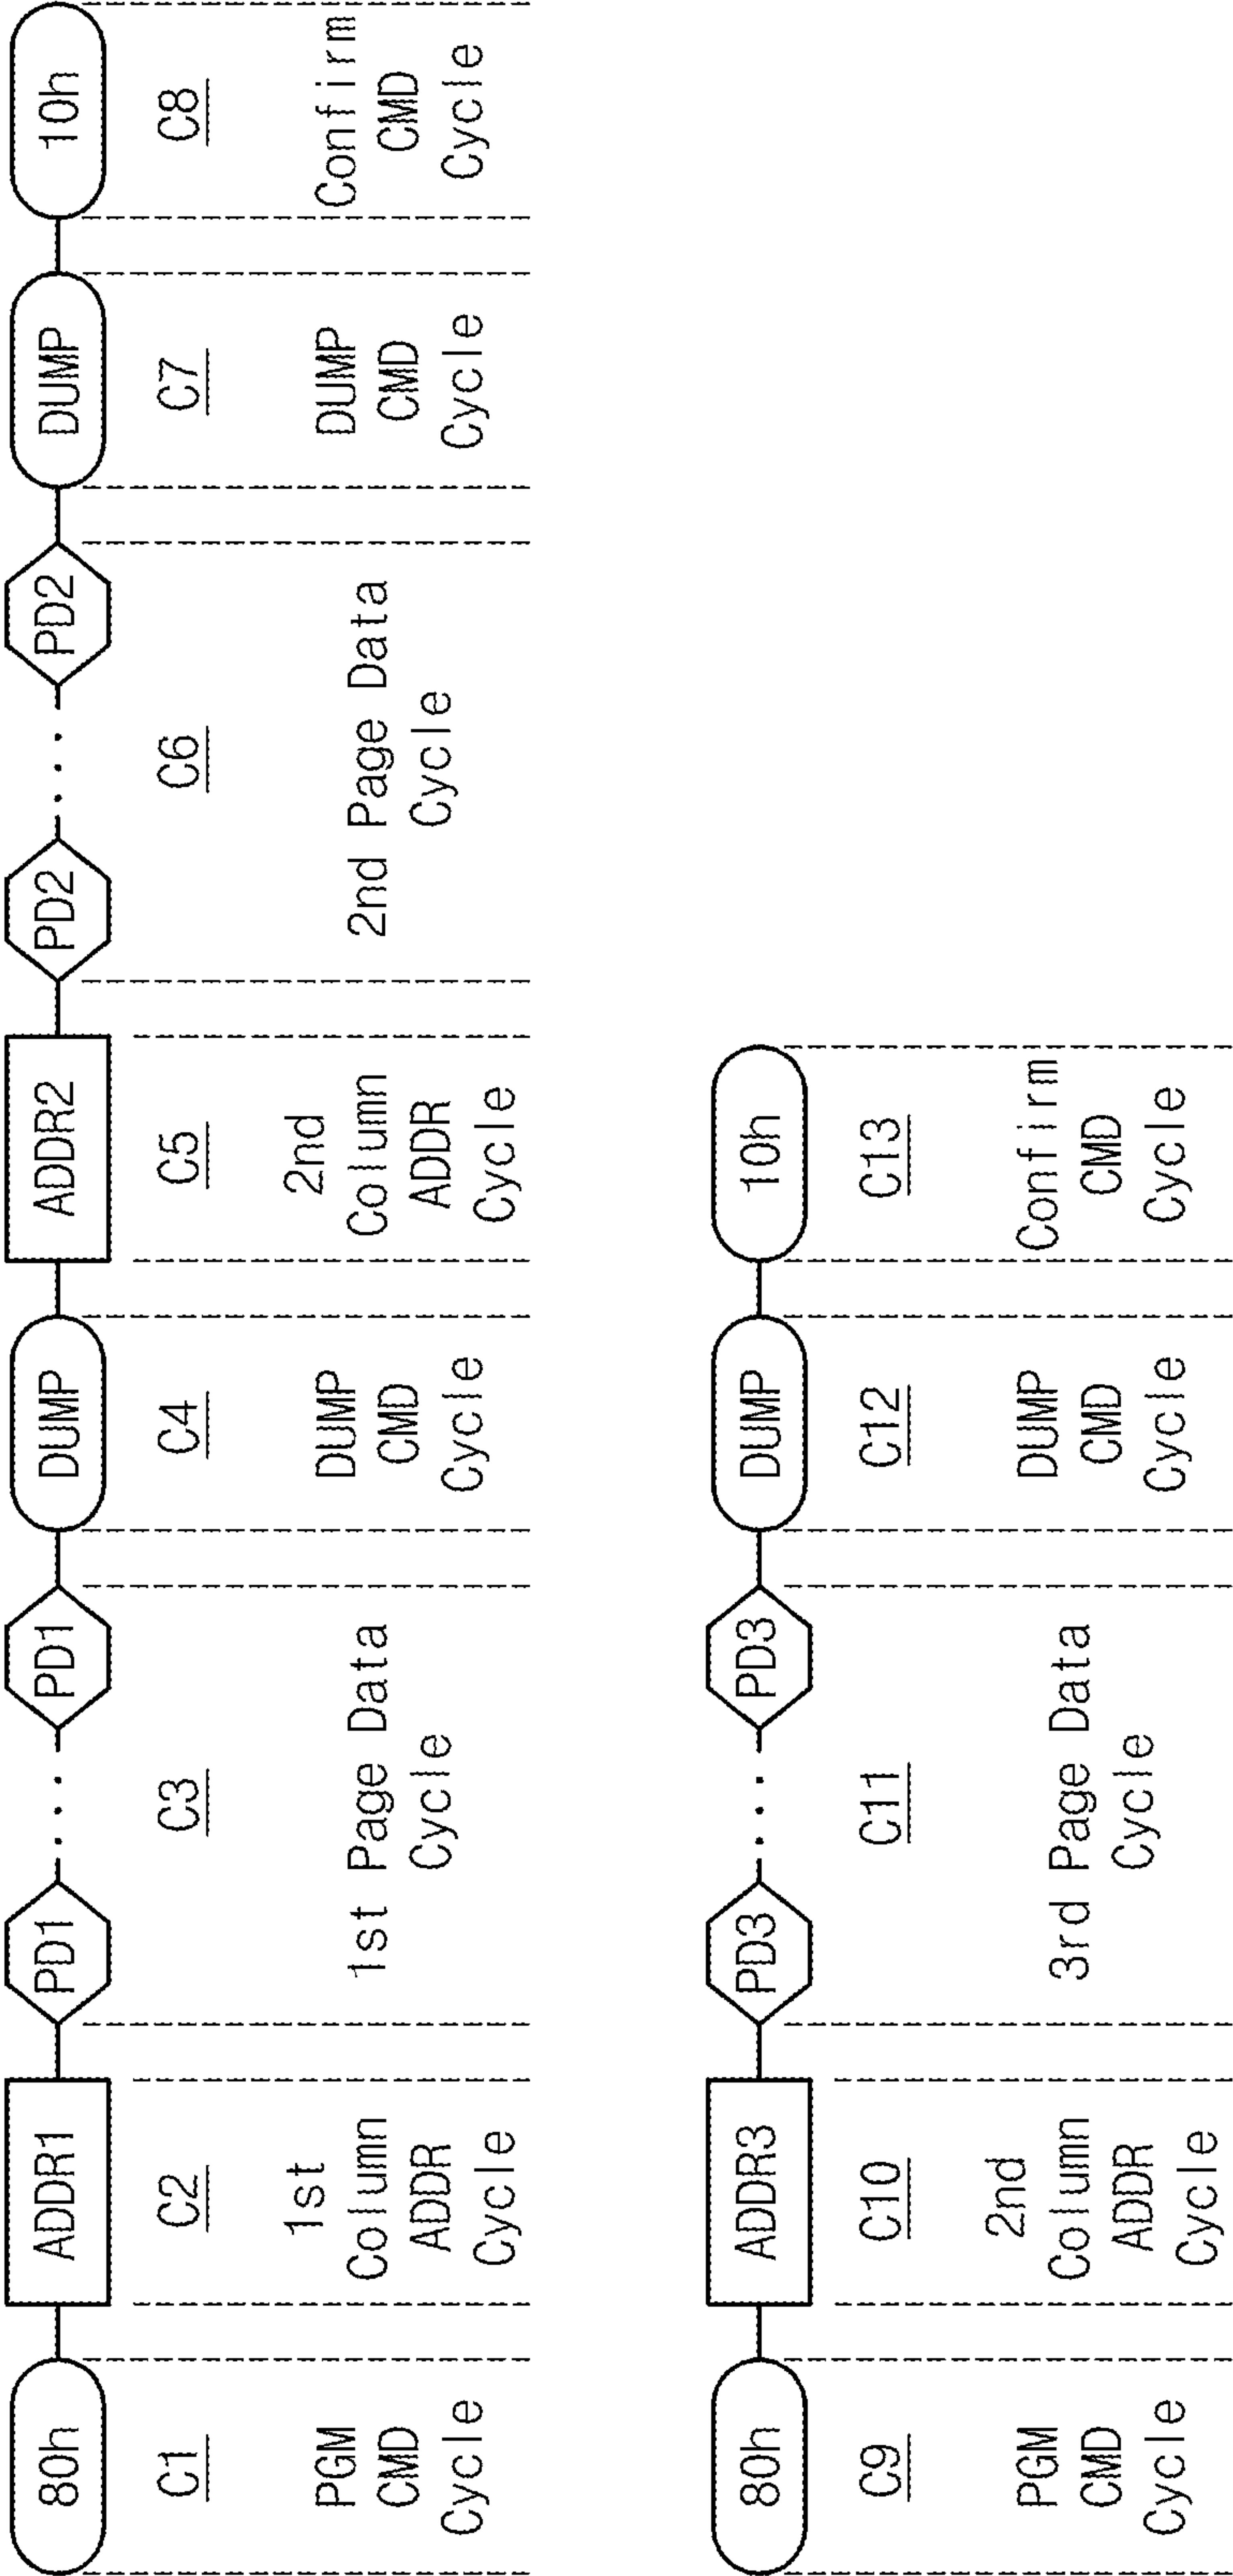 80h
ADDR1
PD1
. . .
PD1
DUMP
ADDR2
PD2
. . .
PD2
DUMP
10h
C1
C2
C3
C4
C5
C6
C7
C8
PGM
CMD
Cycle
1st
Column
ADDR
Cycle
1st Page Data
Cycle
DUMP
CMD
Cycle
2nd
Column
ADDR
Cycle
2nd Page Data
Cycle
DUMP
CMD
Cycle
Confirm
CMD
Cycle
80h
ADDR3
PD3
. . .
PD3
DUMP
10h
C9
C10
C11
C12
C13
PGM
CMD
Cycle
2nd
Column
ADDR
Cycle
3rd Page Data
Cycle
DUMP
CMD
Cycle
Confirm
CMD
Cycle